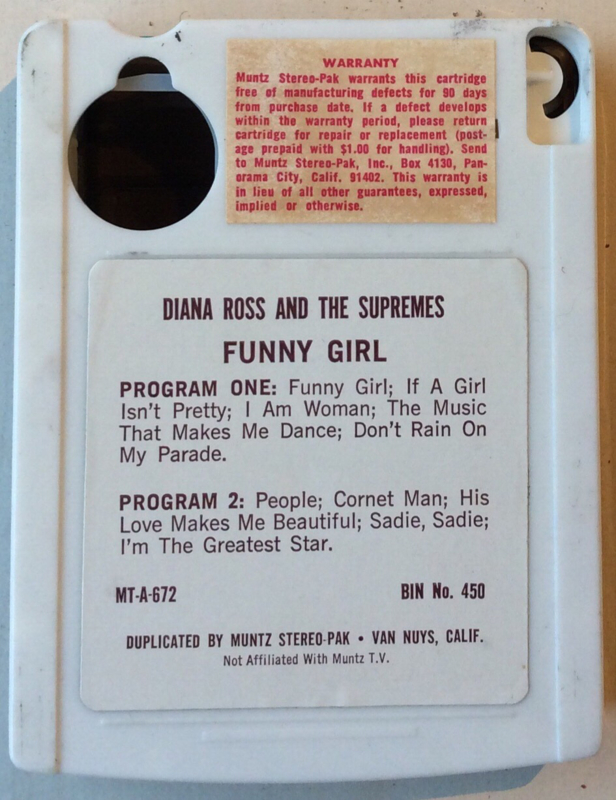 WARRANTY
Muntz Stereo-Pak warrants this cartridge
free of manufacturing defects for 90 days
from purchase date. If a defect develops
within the warranty period, please return
cartridge for repair or replacement (post-
age prepaid with $1.00 for handling). Send
to Muntz Stereo-Pak, Inc., Box 4130, Pan-
orama City, Calif. 91402. This warranty is
in lieu of all other guarantees, expressed,
implied or otherwise.
DIANA ROSS AND THE SUPREMES
FUNNY GIRL
PROGRAM ONE: Funny Girl; If A Girl
Isn't Pretty; I Am Woman; The Music
That Makes Me Dance; Don't Rain On
My Parade.
PROGRAM 2: People; Cornet Man; His
Love Makes Me Beautiful; Sadie, Sadie;
I'm The Greatest Star.
MT-A-672 BIN No. 450
DUPLICATED BY MUNTZ STEREO-PAK • VAN NUYS, CALIF.
Not Affiliated With Muntz T.V.